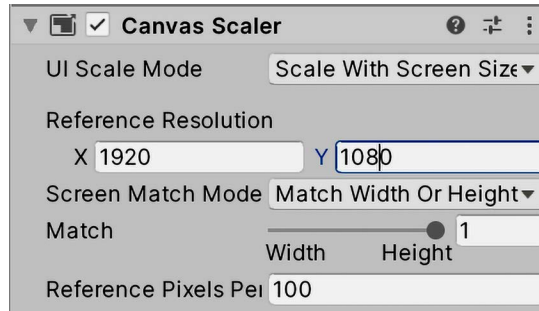 Canvas Scaler
UI Scale Mode Scale With Screen Size
Reference Resolution
X 1920 Y 1080
Screen Match Mode Match Width Or Height
Match 1
Width Height
Reference Pixels Per 100